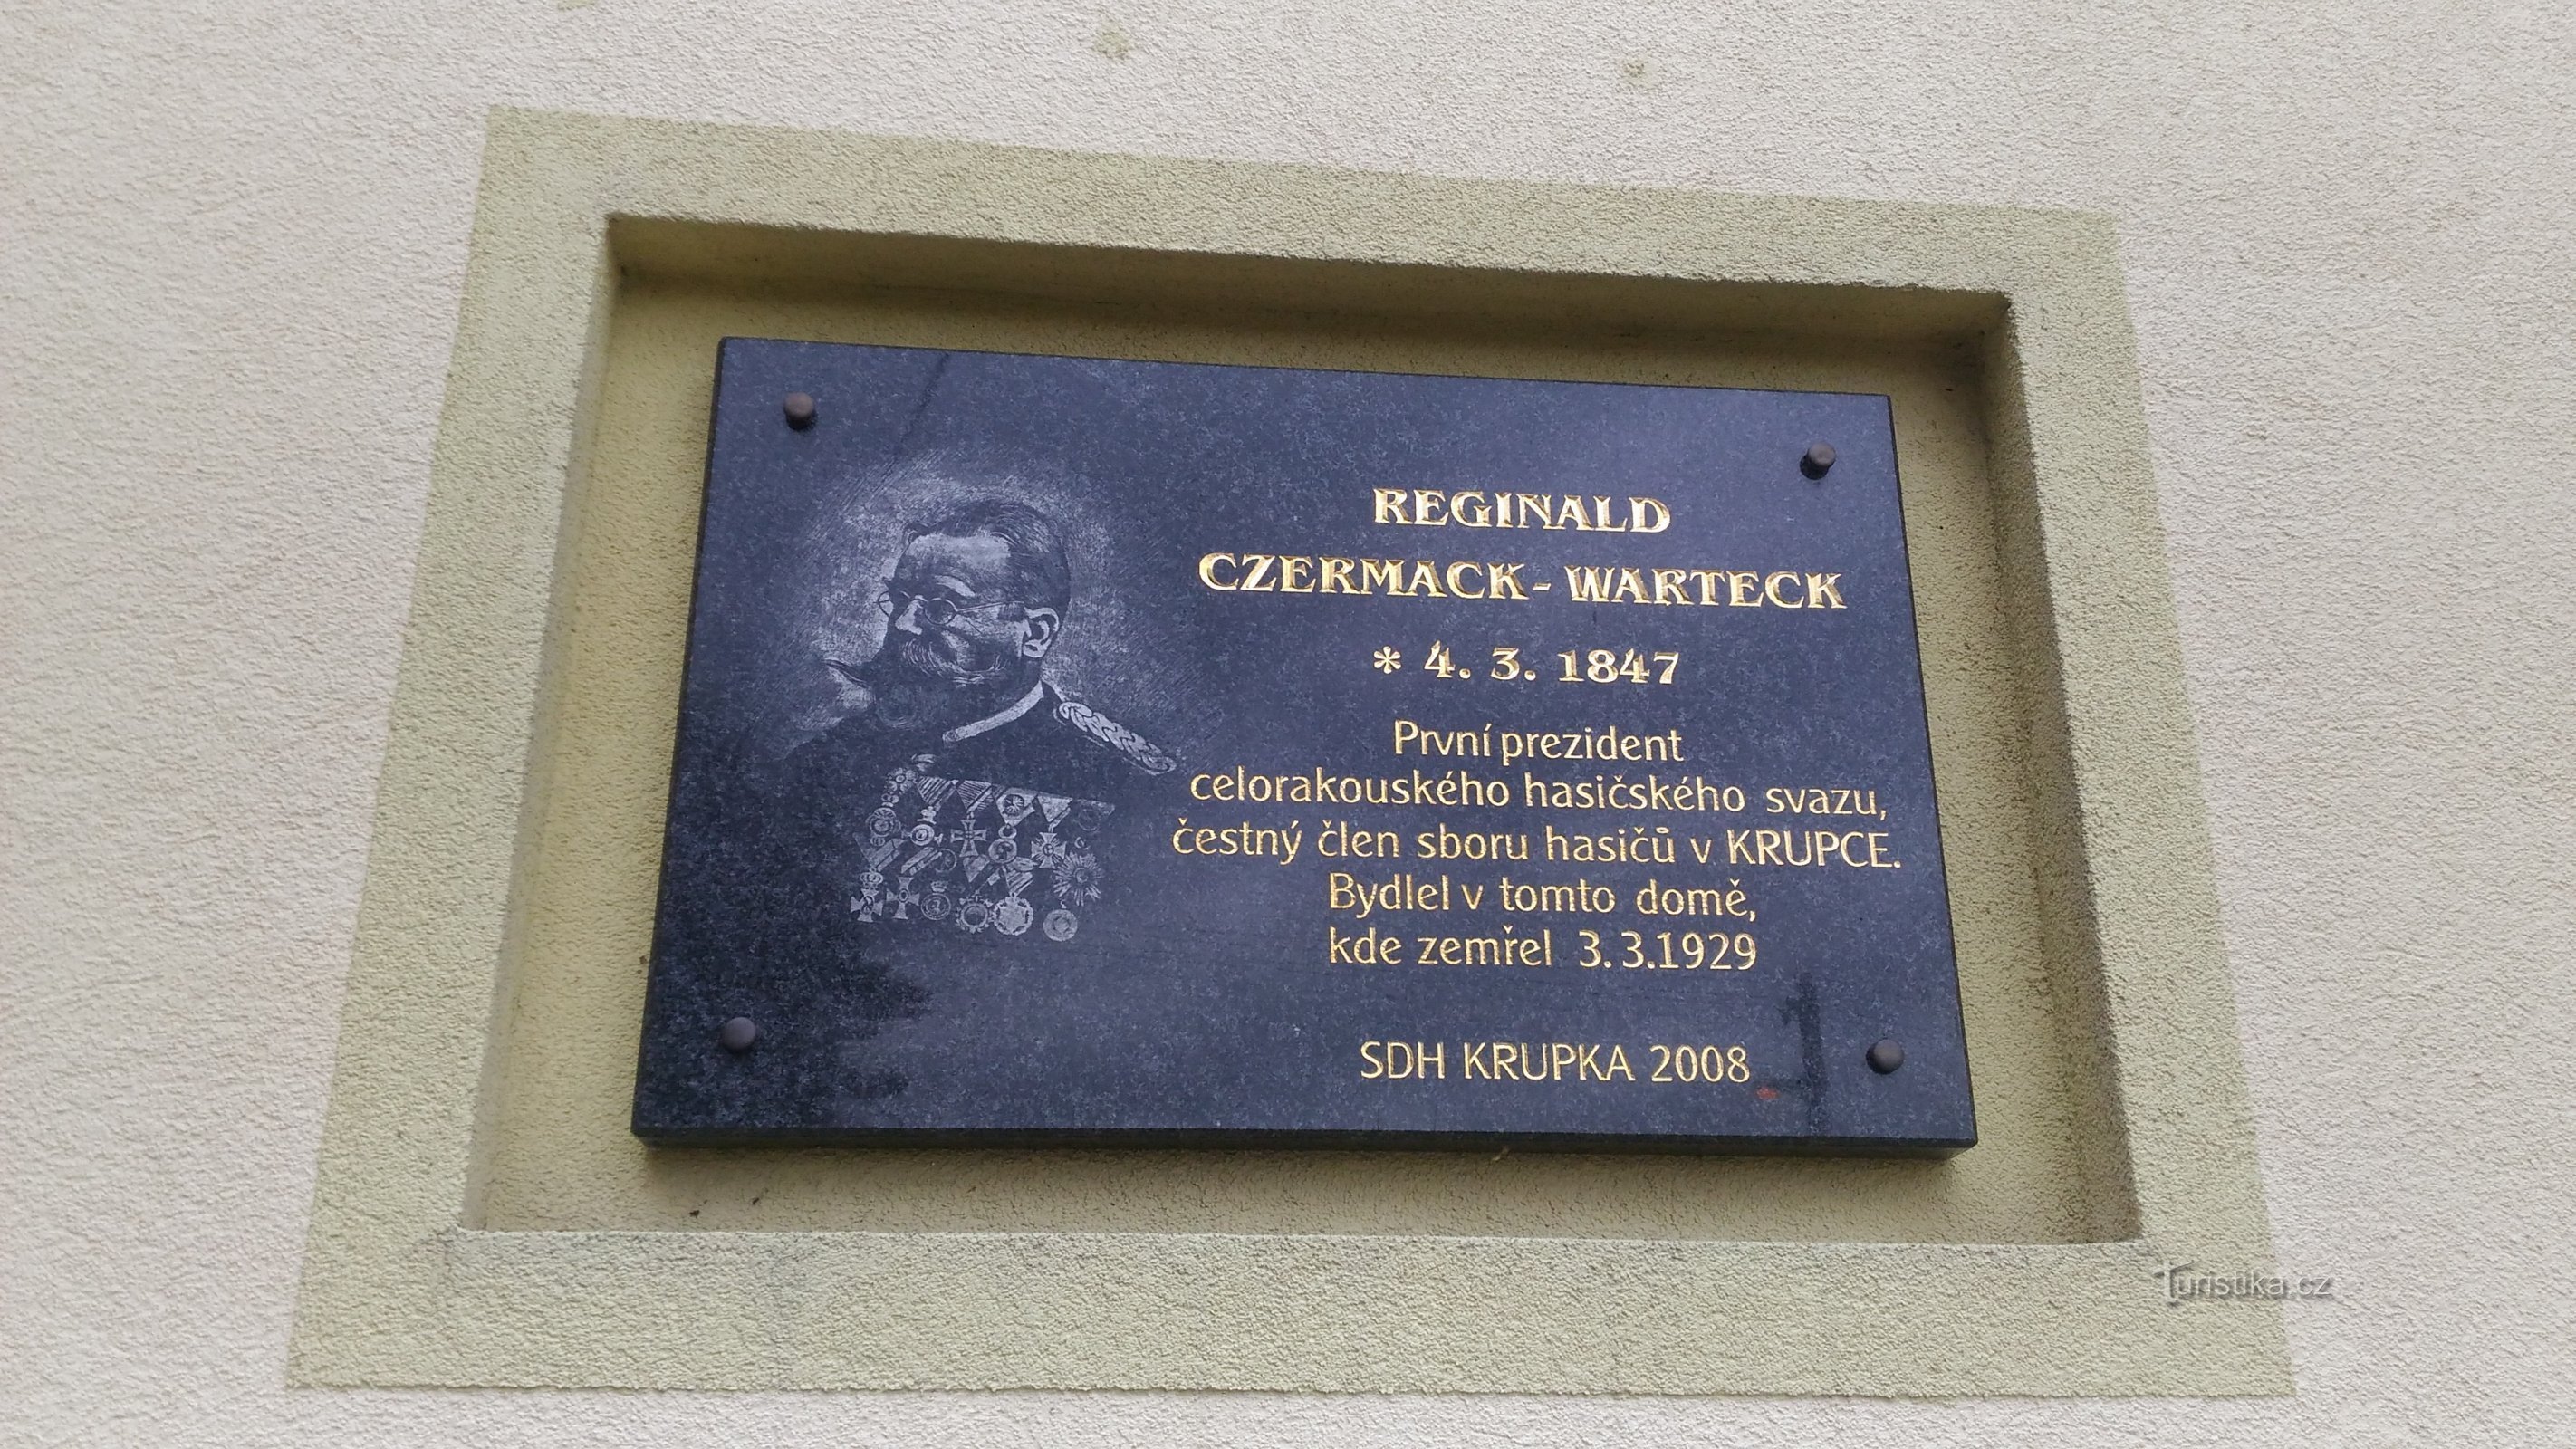 REGINALD
CZERMACK - WARTECK
* 4. 3. 1847
První prezident
celorakouského hasičského svazu,
čestný člen sboru hasičů v KRUPCE.
Bydlel v tomto domě,
kde zemřel 3.3.1929
SDH KRUPKA 2008
Turistika.cz